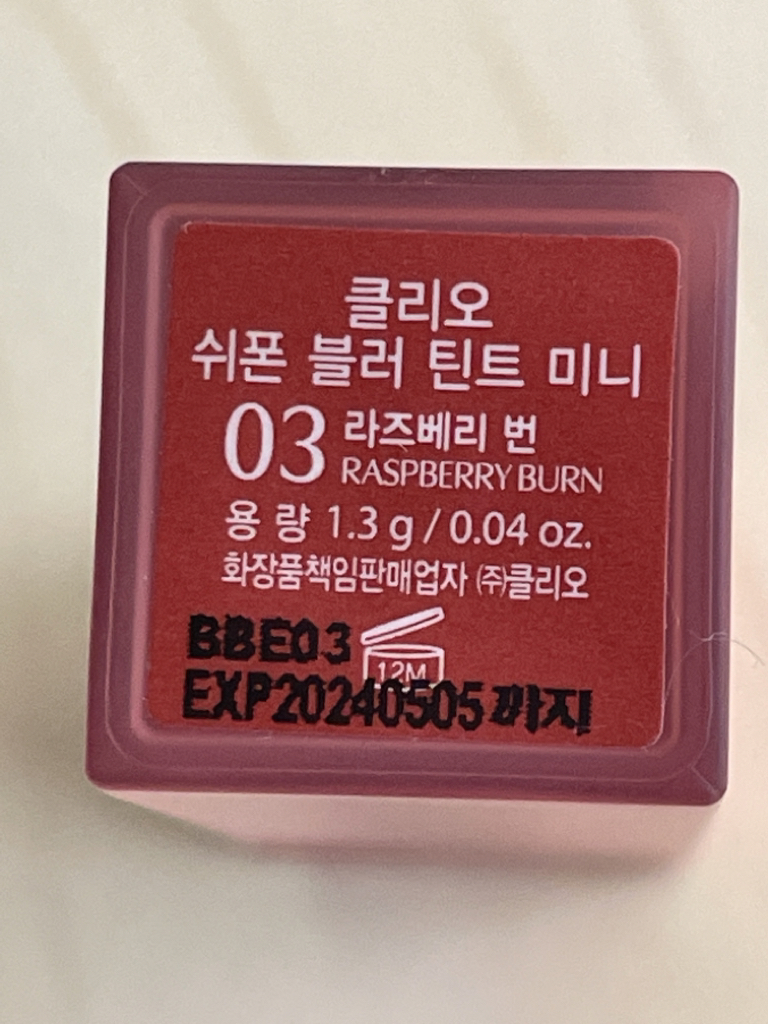 클리오
쉬폰 블러 틴트 미니
03 라즈베리 번
RASPBERRY BURN
용 량 1.3 g / 0.04 oz.
화장품책임판매업자 ㈜클리오
BBE03
12M
EXP20240505까지